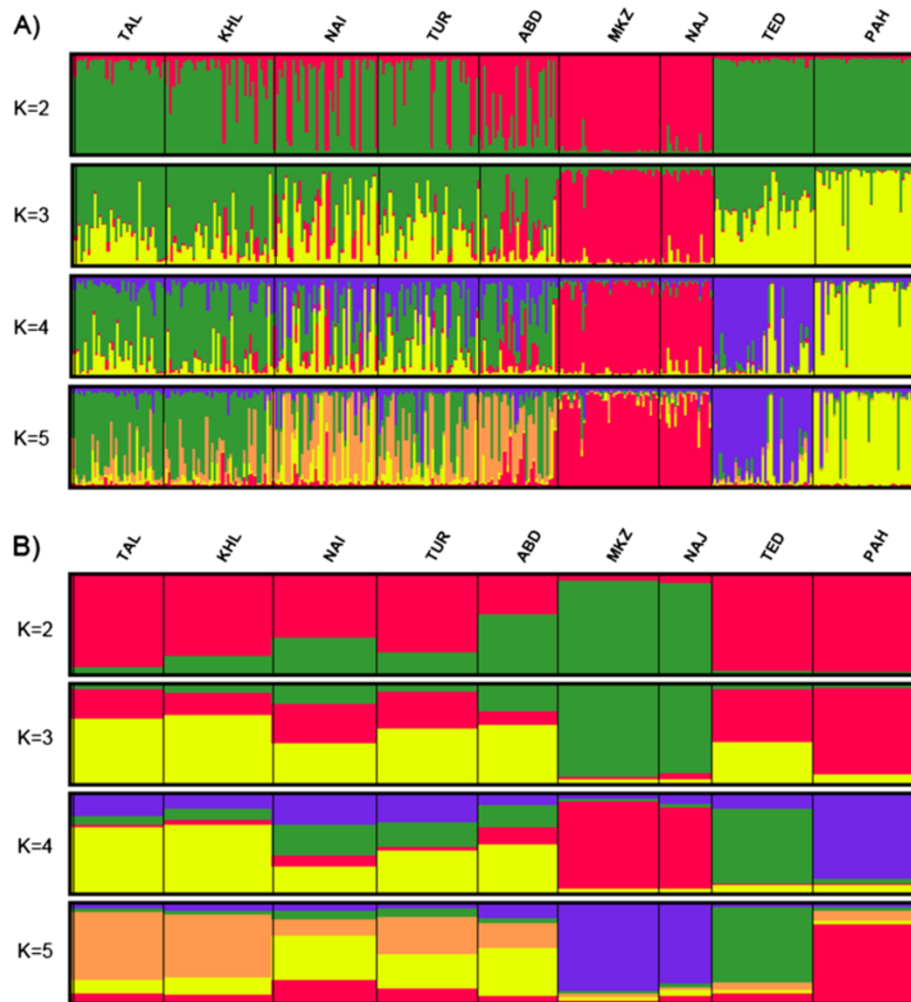 A) TAL KHL NAI TUR ABD MKZ NAJ TED PAH
K=2
K=3
K=4
K=5
B) TAL KHL NAI TUR ABD MKZ NAJ TED PAH
K=2
K=3
K=4
K=5